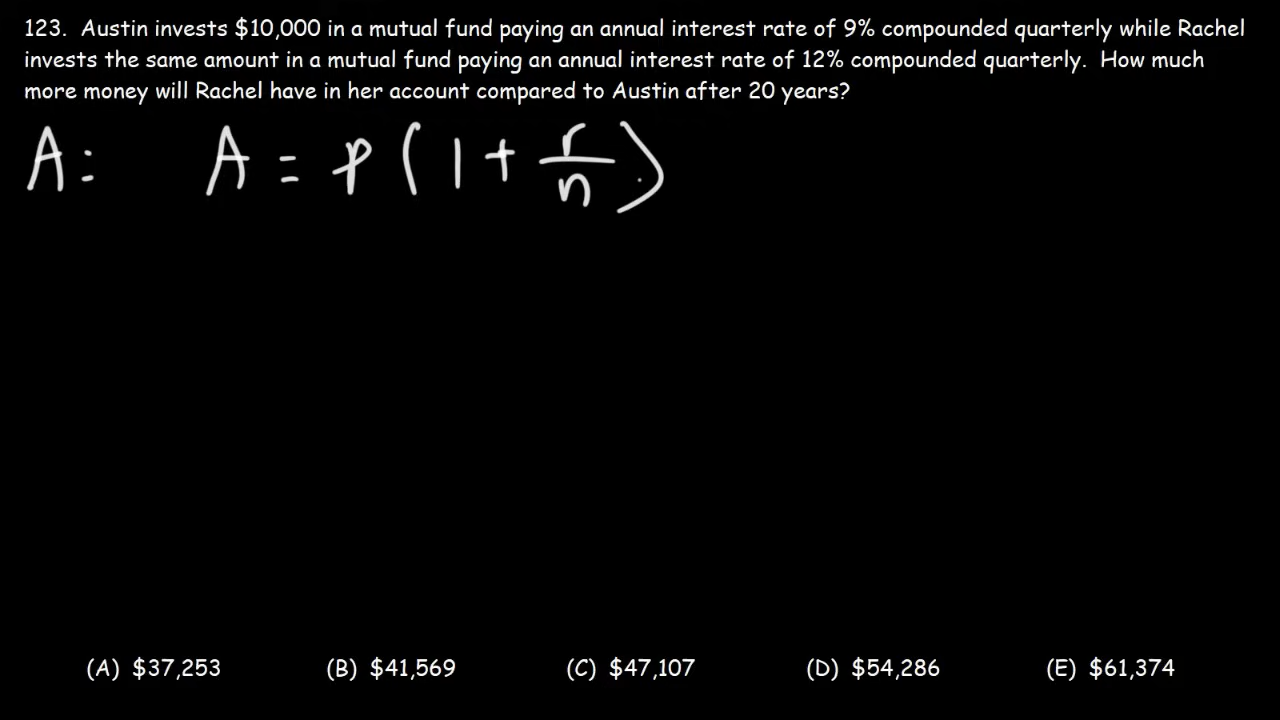 123. Austin invests $10,000 in a mutual fund paying an annual interest rate of 9% compounded quarterly while Rachel
invests the same amount in a mutual fund paying an annual interest rate of 12% compounded quarterly. How much
more money will Rachel have in her account compared to Austin after 20 years?
A: A = P(1 + r/n)
(A) $37,253 (B) $41,569 (C) $47,107 (D) $54,286 (E) $61,374